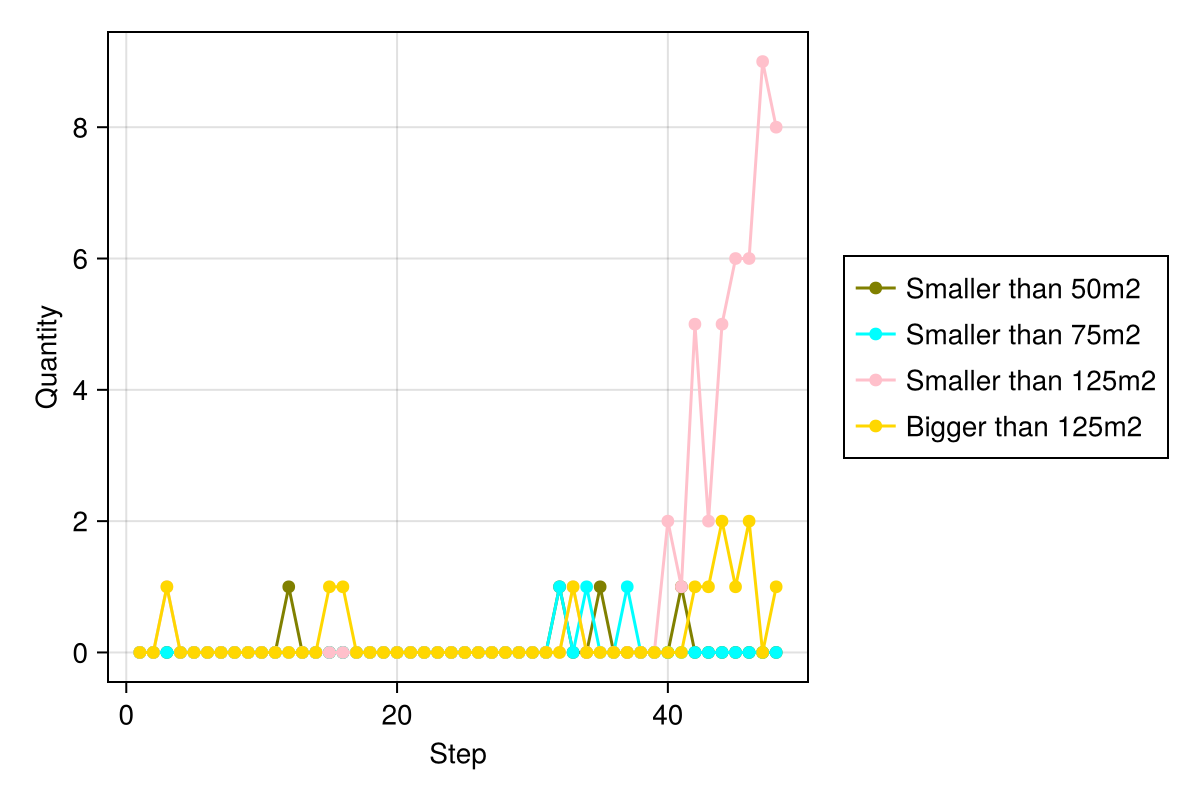 8
6
4
2
0
Quantity
0
20
40
Step
Smaller than 50m2
Smaller than 75m2
Smaller than 125m2
Bigger than 125m2